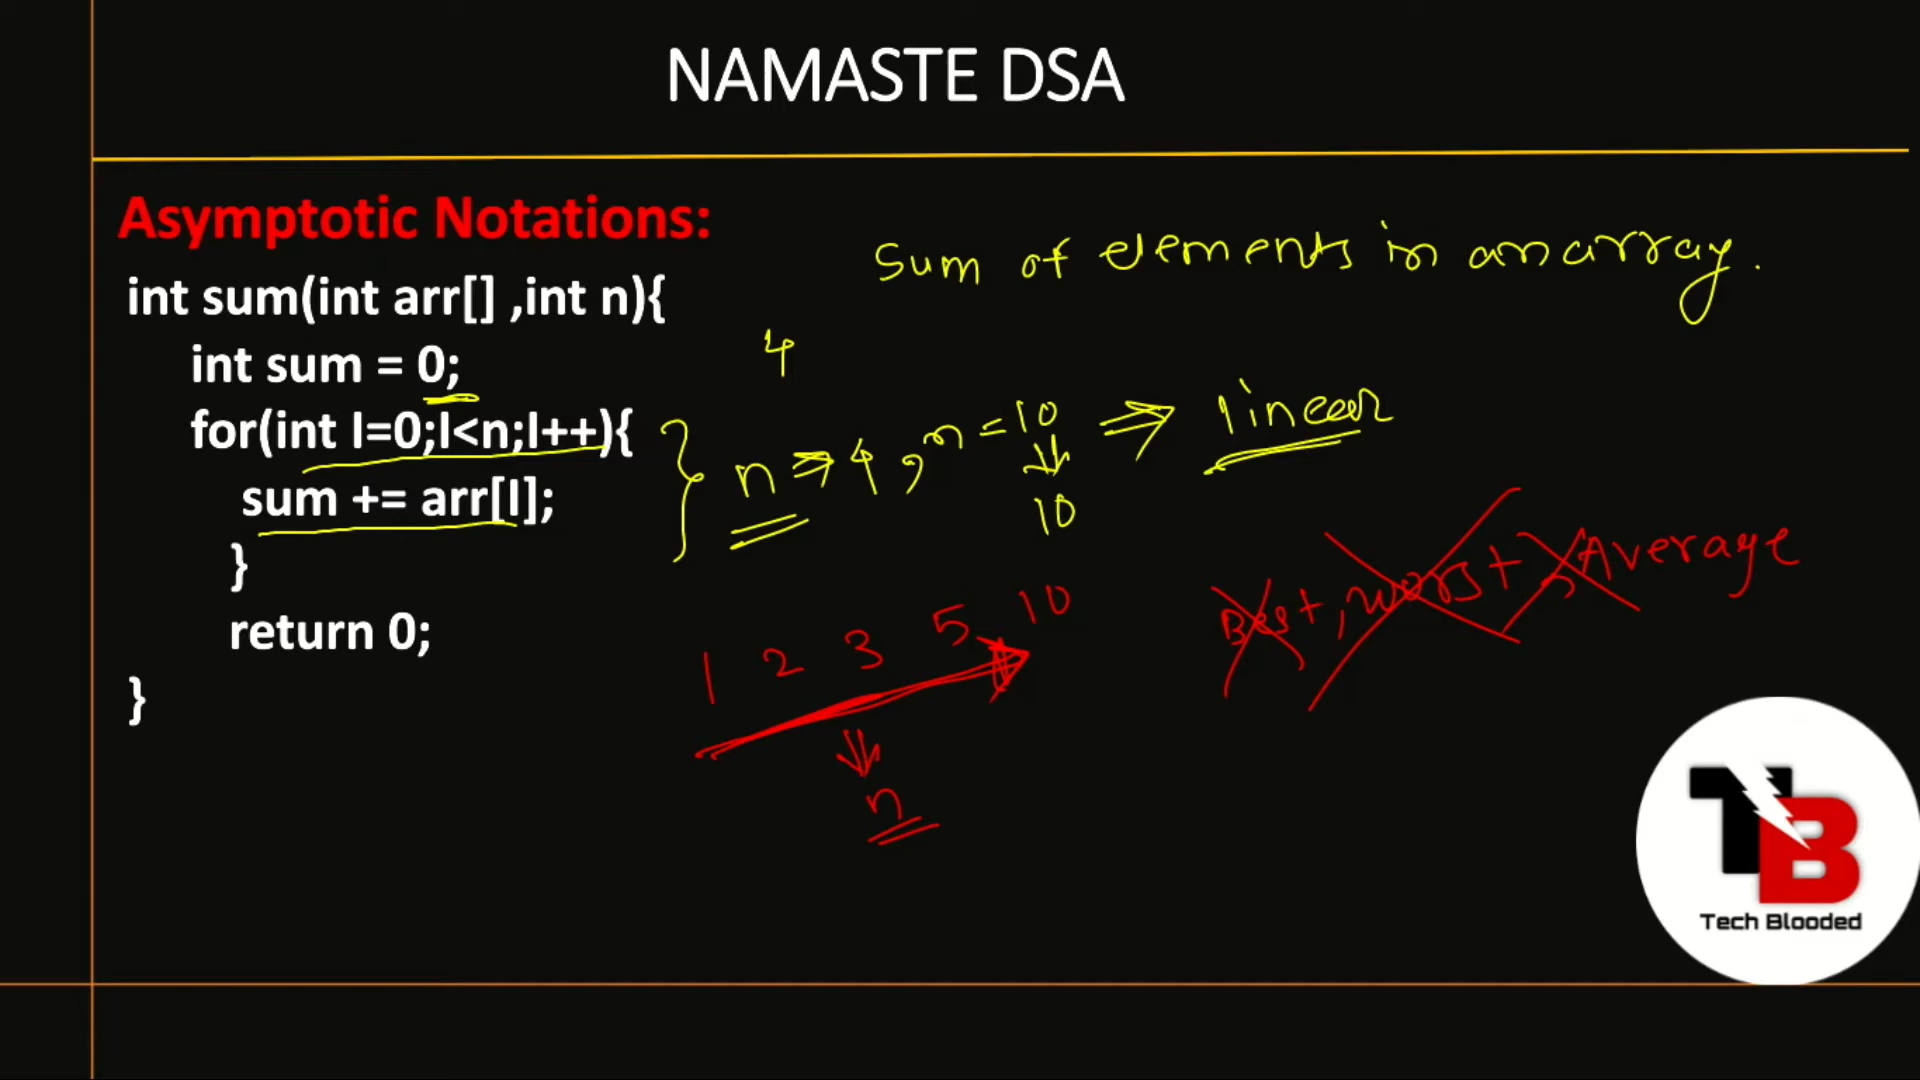 NAMASTE DSA
Asymptotic Notations:
Sum of elements in an array.
int sum(int arr[] ,int n){
int sum = 0;
4
for(int I=0;I<n;I++){
n ⇒ 4 , n = 10 ⇒ linear
10
sum += arr[I];
}
Best, worst, Average
return 0;
1 2 3 5 10
}
n
TB
Tech Blooded